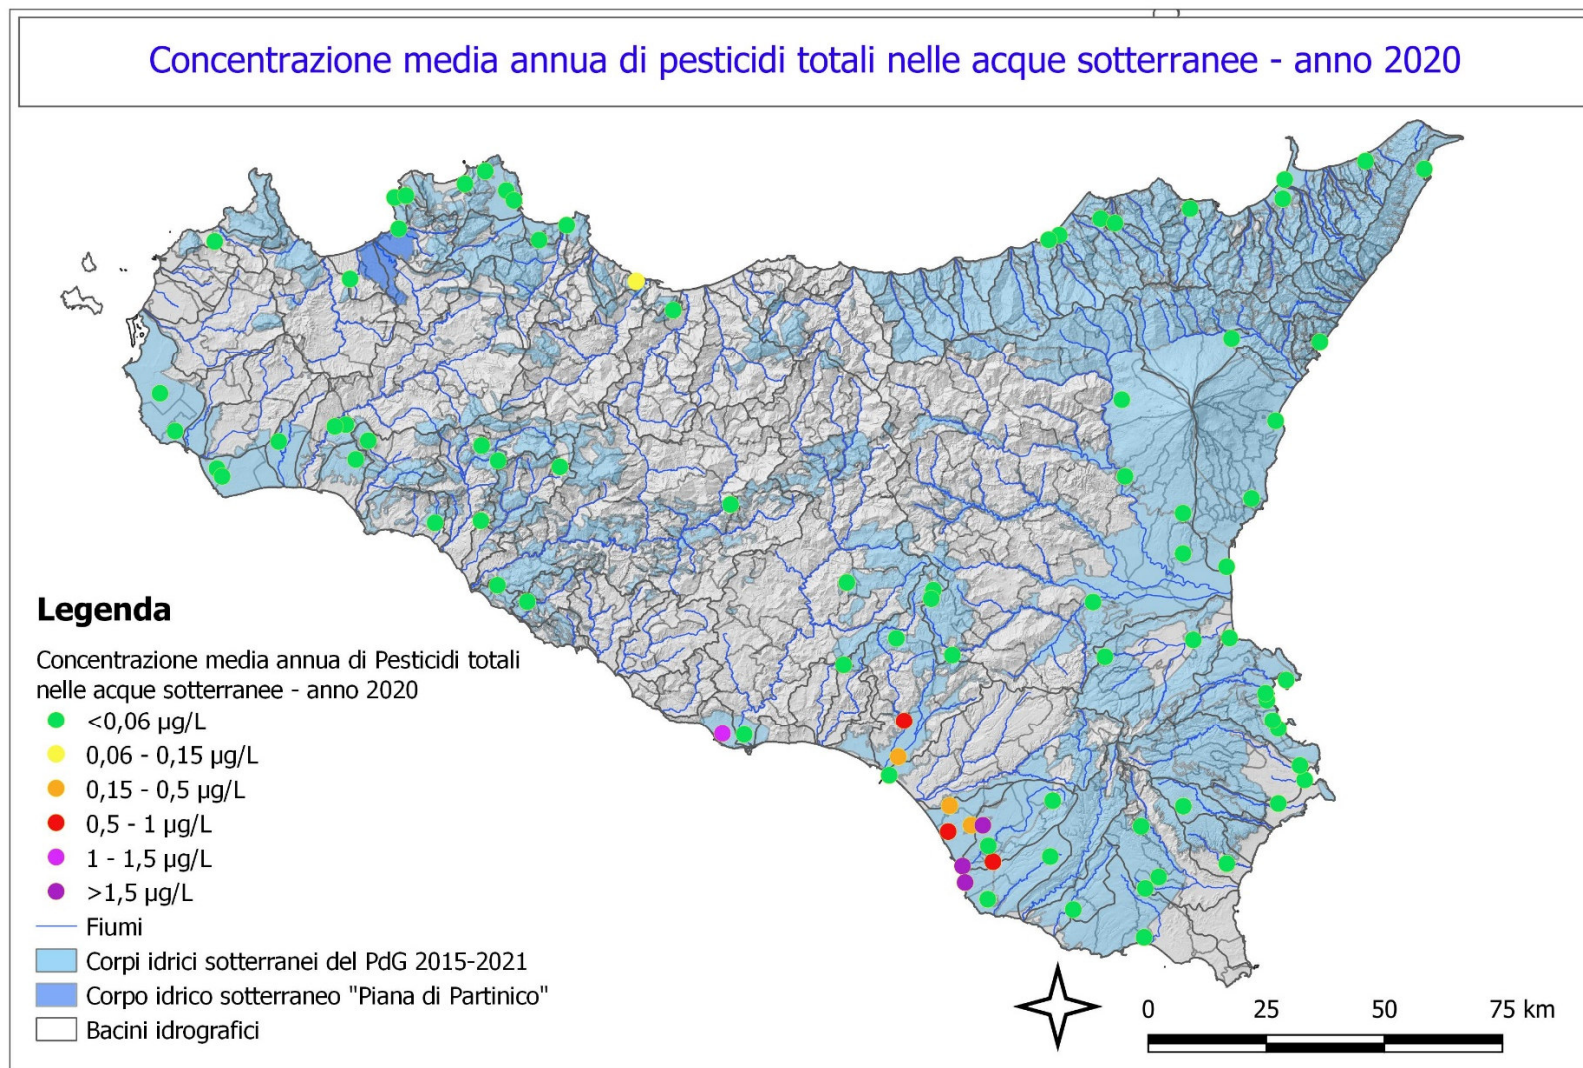 Concentrazione media annua di pesticidi totali nelle acque sotterranee - anno 2020
Legenda
Concentrazione media annua di Pesticidi totali
nelle acque sotterranee - anno 2020
<0,06 µg/L
0,06 - 0,15 µg/L
0,15 - 0,5 µg/L
0,5 - 1 µg/L
1 - 1,5 µg/L
>1,5 µg/L
Fiumi
Corpi idrici sotterranei del PdG 2015-2021
Corpo idrico sotterraneo "Piana di Partinico"
Bacini idrografici
0 25 50 75 km